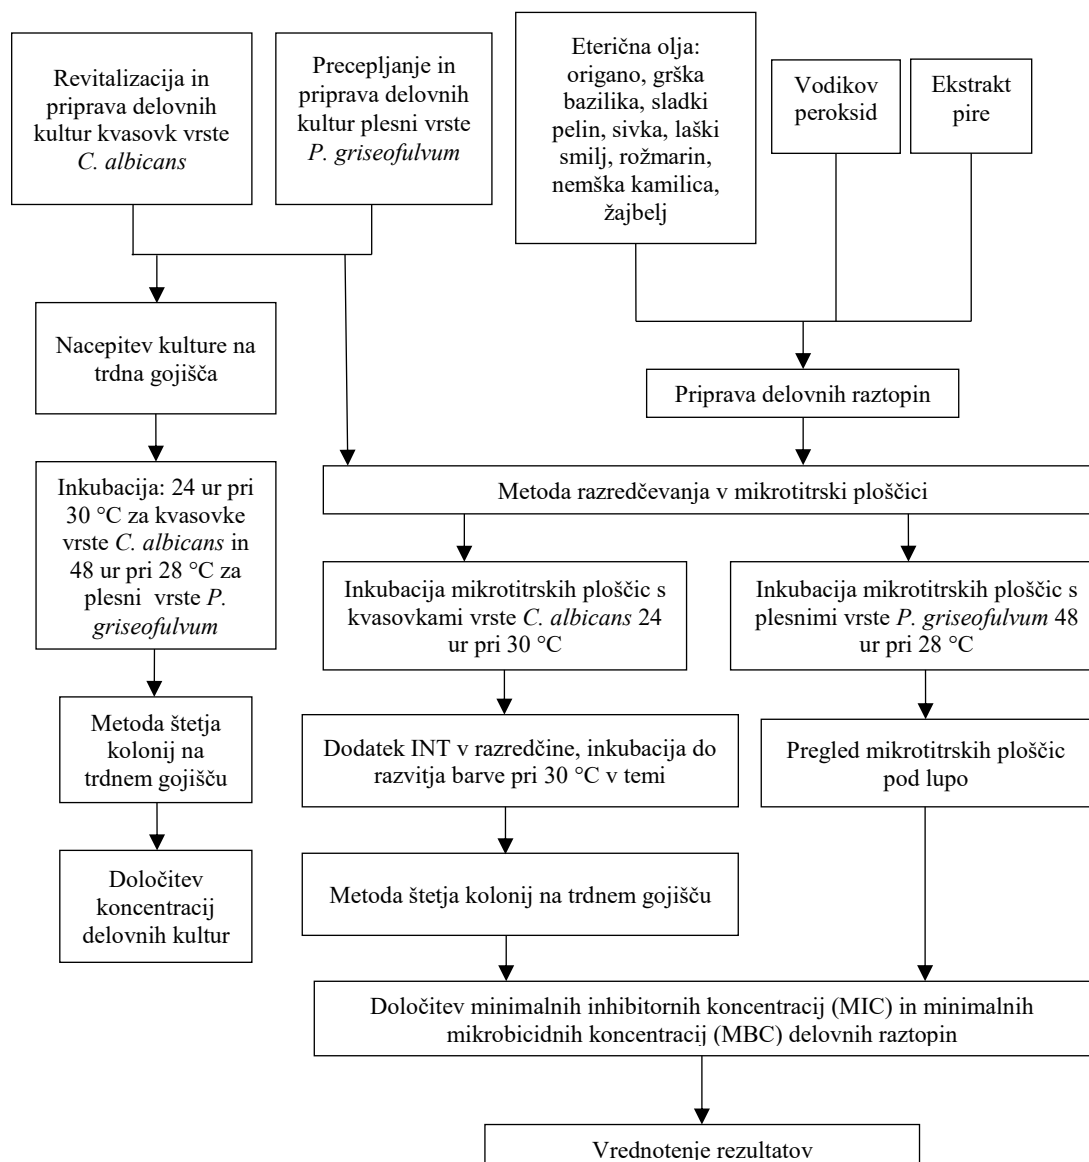 Revitalizacija in
priprava delovnih
kultur kvasovk vrste
C. albicans
Precepljanje in
priprava delovnih
kultur plesni vrste
P. griseofulvum
Eterična olja:
origano, grška
bazilika, sladki
pelin, sivka, laški
smilj, rožmarin,
nemška kamilica,
žajbelj
Vodikov
peroksid
Ekstrakt
pire
Nacepitev kulture na
trdna gojišča
Priprava delovnih raztopin
Inkubacija: 24 ur pri
30 °C za kvasovke
vrste C. albicans in
48 ur pri 28 °C za
plesni vrste P.
griseofulvum
Metoda razredčevanja v mikrotitrski ploščici
Inkubacija mikrotitrskih ploščic s
kvasovkami vrste C. albicans 24
ur pri 30 °C
Inkubacija mikrotitrskih ploščic s
plesnimi vrste P. griseofulvum 48
ur pri 28 °C
Metoda štetja
kolonij na
trdnem gojišču
Dodatek INT v razredčine, inkubacija do
razvitja barve pri 30 °C v temi
Pregled mikrotitrskih ploščic
pod lupo
Določitev
koncentracij
delovnih kultur
Metoda štetja kolonij na trdnem gojišču
Določitev minimalnih inhibitornih koncentracij (MIC) in minimalnih
mikrobicidnih koncentracij (MBC) delovnih raztopin
Vrednotenje rezultatov